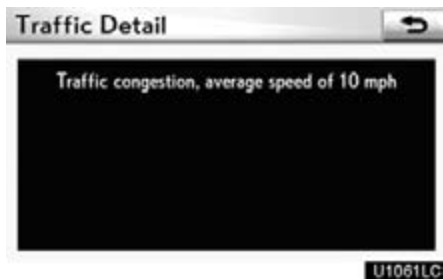 Traffic Detail
Traffic congestion, average speed of 10 mph
U1061LC